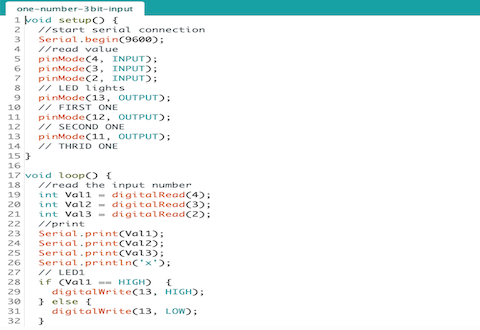 one-number-3bit-input
1 void setup() {
2 //start serial connection
3 Serial.begin(9600);
4 //read value
5 pinMode(4, INPUT);
6 pinMode(3, INPUT);
7 pinMode(2, INPUT);
8 // LED lights
9 pinMode(13, OUTPUT);
10 // FIRST ONE
11 pinMode(12, OUTPUT);
12 // SECOND ONE
13 pinMode(11, OUTPUT);
14 // THRID ONE
15 }
16
17 void loop() {
18 //read the input number
19 int Val1 = digitalRead(4);
20 int Val2 = digitalRead(3);
21 int Val3 = digitalRead(2);
22 //print
23 Serial.print(Val1);
24 Serial.print(Val2);
25 Serial.print(Val3);
26 Serial.println('x');
27 // LED1
28 if (Val1 == HIGH) {
29 digitalWrite(13, HIGH);
30 } else {
31 digitalWrite(13, LOW);
32 }